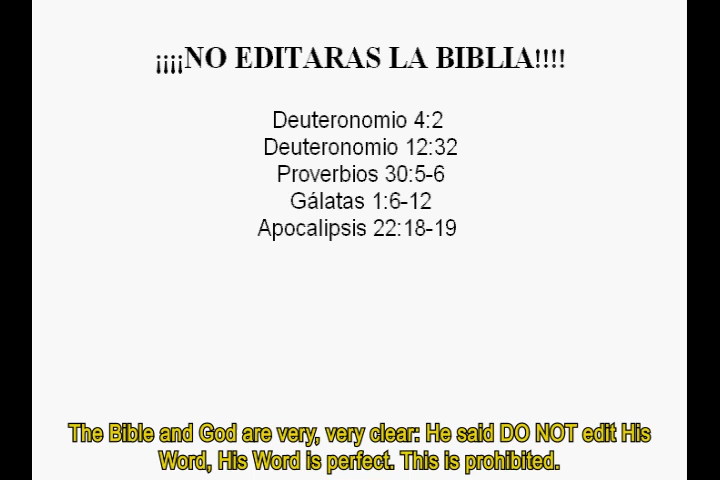 ¡¡¡¡NO EDITARAS LA BIBLIA!!!!
Deuteronomio 4:2
Deuteronomio 12:32
Proverbios 30:5-6
Gálatas 1:6-12
Apocalipsis 22:18-19
The Bible and God are very, very clear: He said DO NOT edit His
Word, His Word is perfect. This is prohibited.